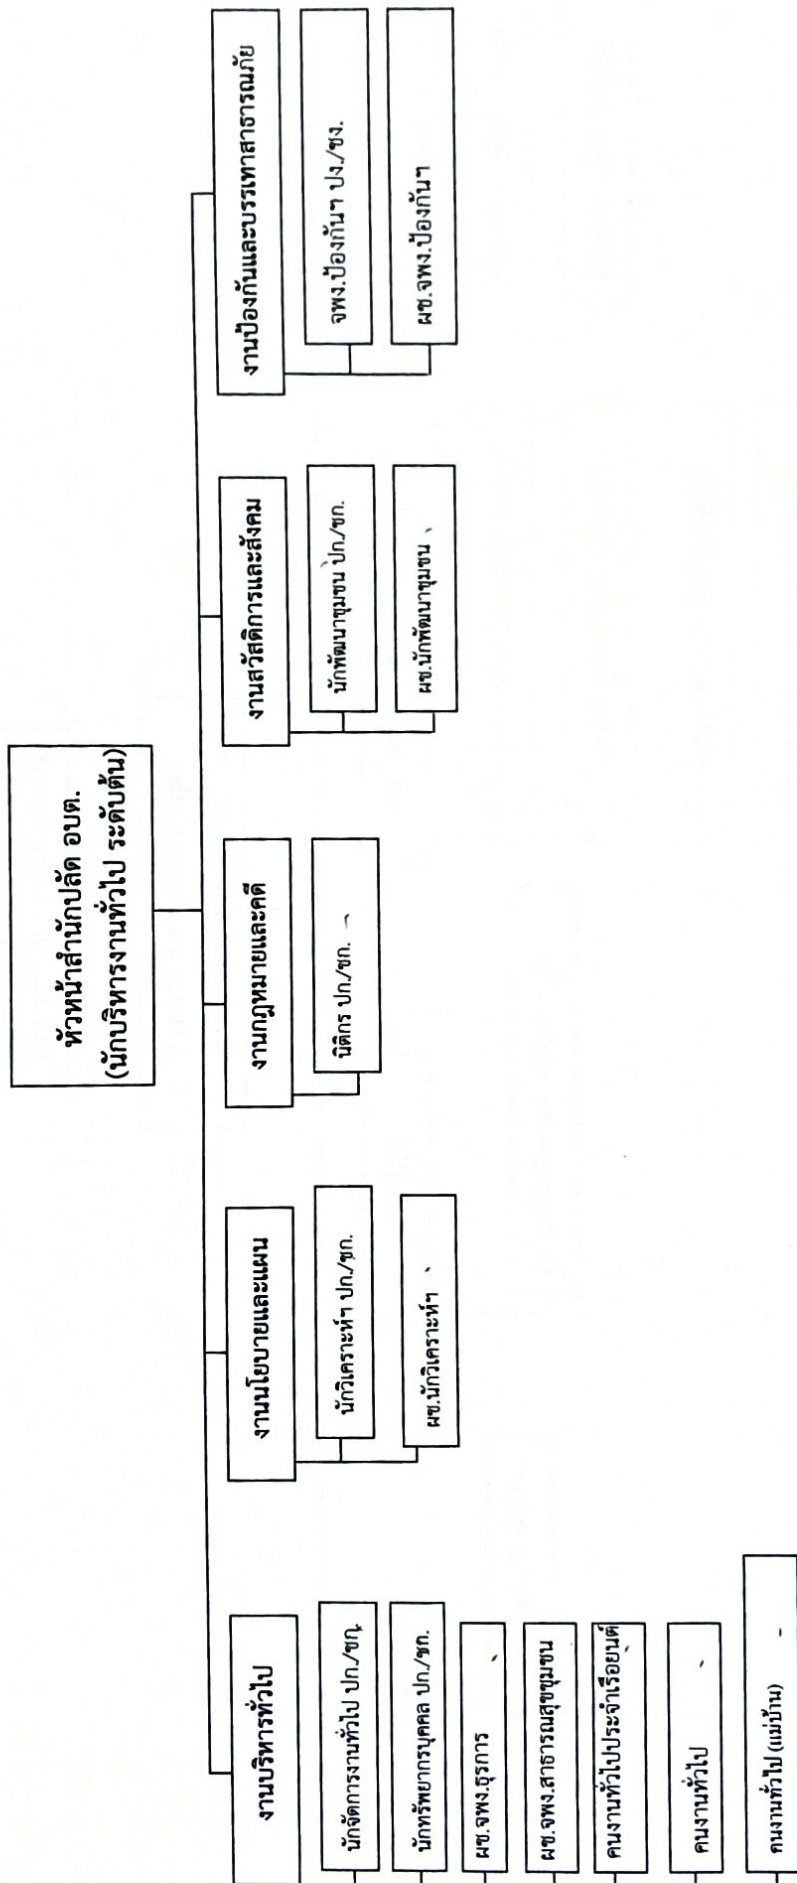 หัวหน้าสำนักปลัด อบต.
(นักบริหารงานทั่วไป ระดับต้น)
งานบริหารทั่วไป
นักจัดการงานทั่วไป ปก./ชก.
นักทรัพยากรบุคคล ปก./ชก.
ผช.จพง.ธุรการ
ผช.จพง.สาธารณสุขชุมชน
คนงานทั่วไปประจำเรือยนต์
คนงานทั่วไป
คนงานทั่วไป (แม่บ้าน)
งานนโยบายและแผน
นักวิเคราะห์ฯ ปก./ชก.
ผช.นักวิเคราะห์ฯ
งานกฎหมายและคดี
นิติกร ปก./ชก.
งานสวัสดิการและสังคม
นักพัฒนาชุมชน ปก./ชก.
ผช.นักพัฒนาชุมชน
งานป้องกันและบรรเทาสาธารณภัย
จพง.ป้องกันฯ ปง./ชง.
ผช.จพง.ป้องกันฯ